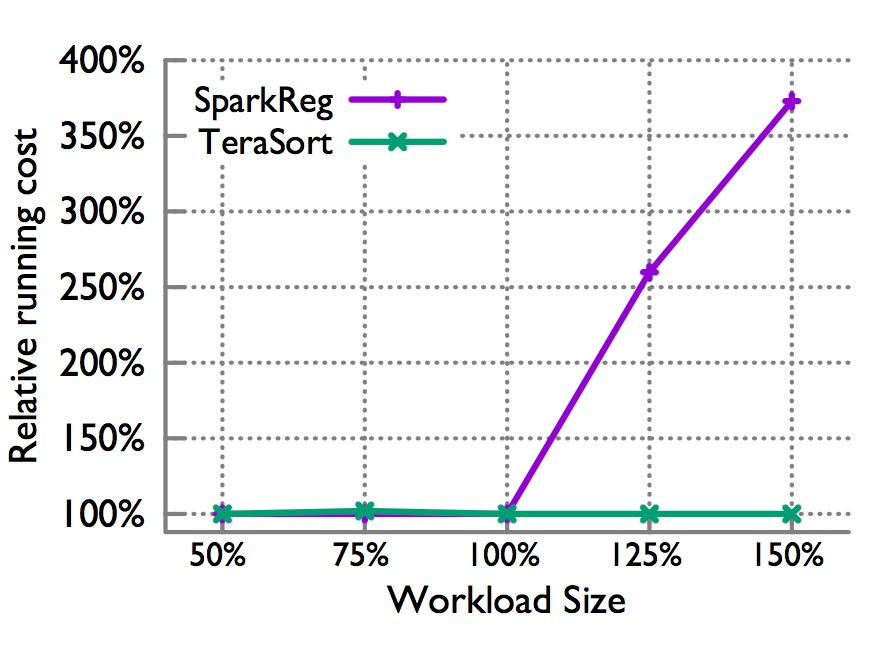 400%
350%
300%
250%
200%
150%
100%
Relative running cost
SparkReg
TeraSort
50% 75% 100% 125% 150%
Workload Size